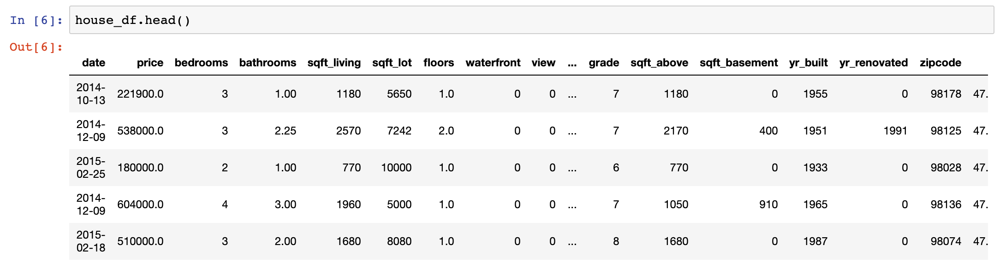 In [6]: house_df.head()
Out[6]:
date price bedrooms bathrooms sqft_living sqft_lot floors waterfront view ... grade sqft_above sqft_basement yr_built yr_renovated zipcode
2014-
10-13 221900.0 3 1.00 1180 5650 1.0 0 0 ... 7 1180 0 1955 0 98178 47.
2014-
12-09 538000.0 3 2.25 2570 7242 2.0 0 0 ... 7 2170 400 1951 1991 98125 47.
2015-
02-25 180000.0 2 1.00 770 10000 1.0 0 0 ... 6 770 0 1933 0 98028 47.
2014-
12-09 604000.0 4 3.00 1960 5000 1.0 0 0 ... 7 1050 910 1965 0 98136 47.
2015-
02-18 510000.0 3 2.00 1680 8080 1.0 0 0 ... 8 1680 0 1987 0 98074 47.